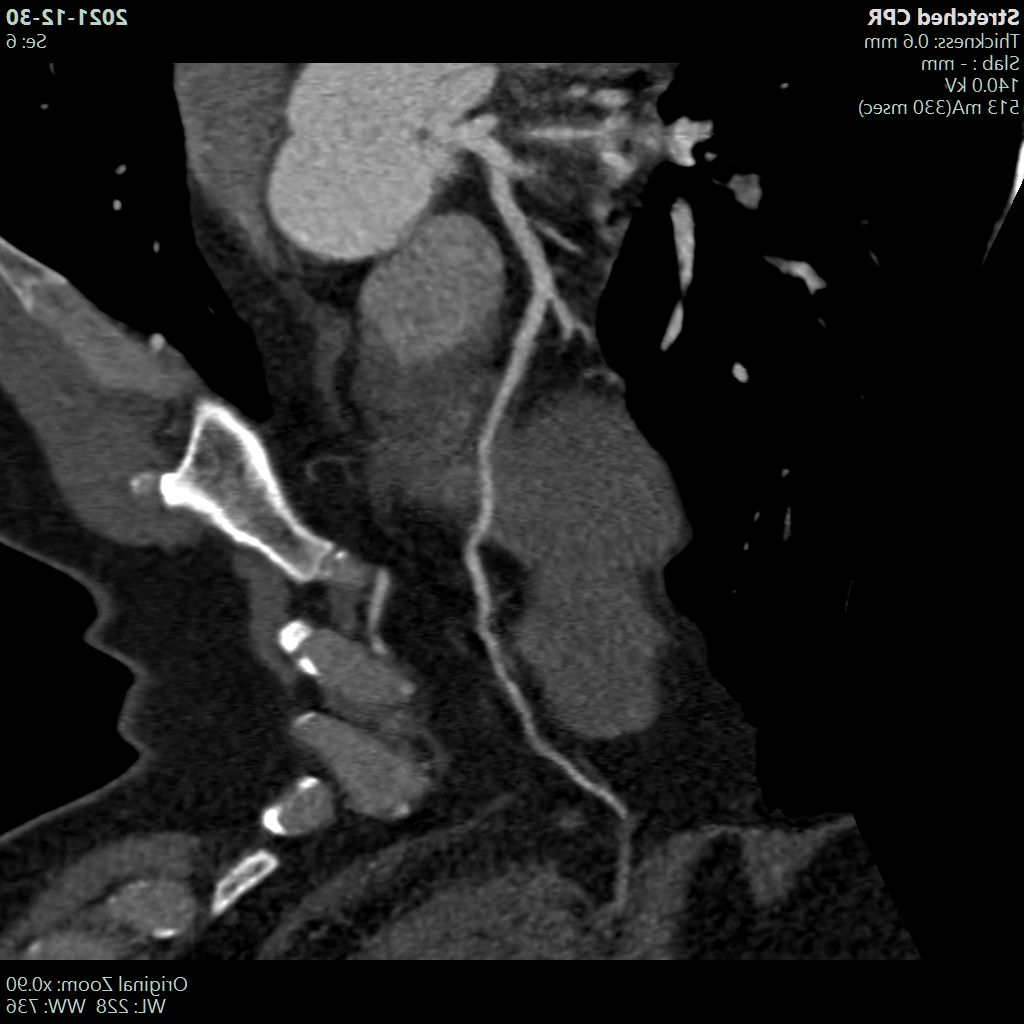 Stretched CPR
Thickness: 0.6 mm
Slab : - mm
140.0 kV
513 mA(330 msec)
2021-12-30
Se: 6
Original Zoom: x0.90
WL: 228 WW: 736